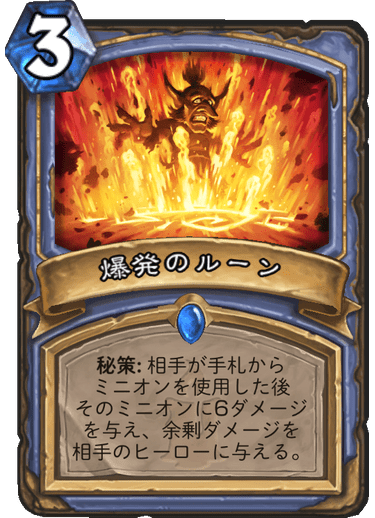 3
爆発のルーン
秘策: 相手が手札から
ミニオンを使用した後
そのミニオンに6ダメージ
を与え、余剰ダメージを
相手のヒーローに与える。